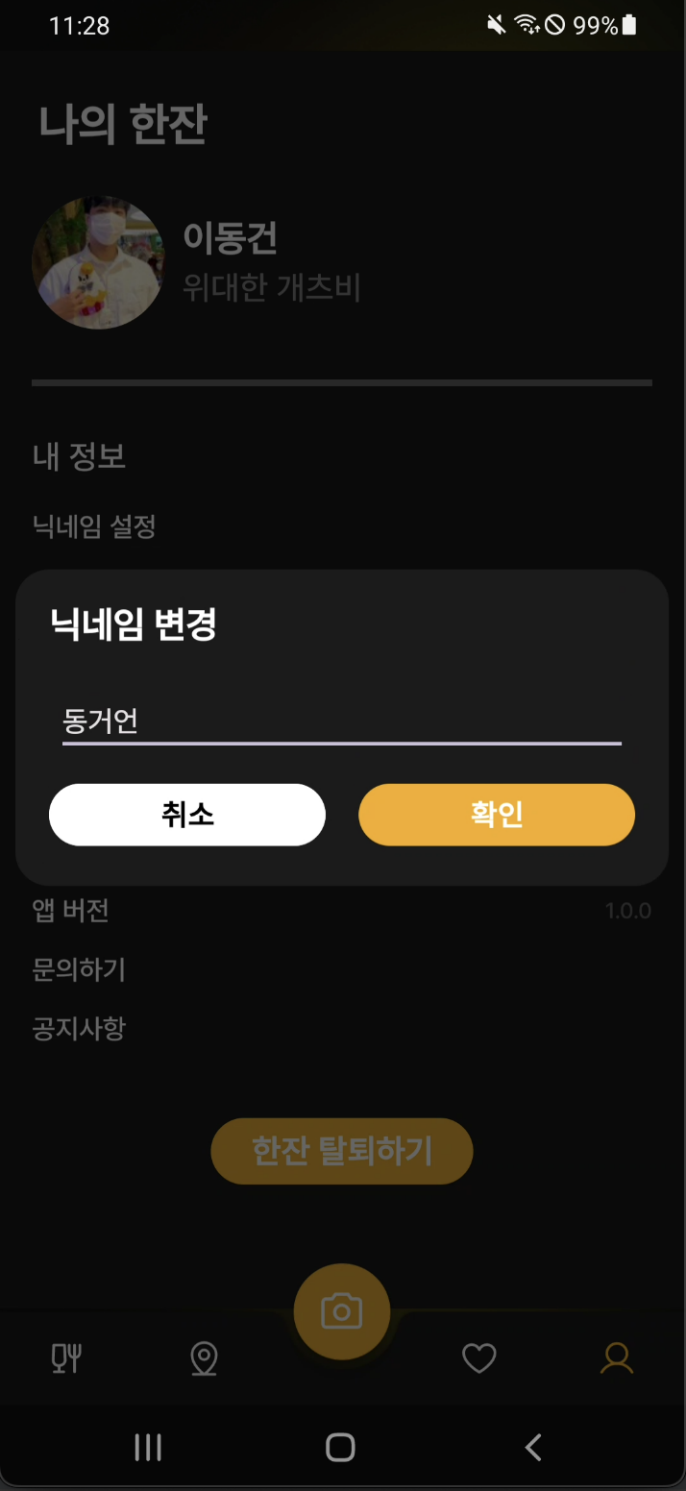 11:28
99%
나의 한잔
이동건
위대한 개츠비
내 정보
닉네임 설정
닉네임 변경
동거언
취소 확인
앱 버전 1.0.0
문의하기
공지사항
한잔 탈퇴하기